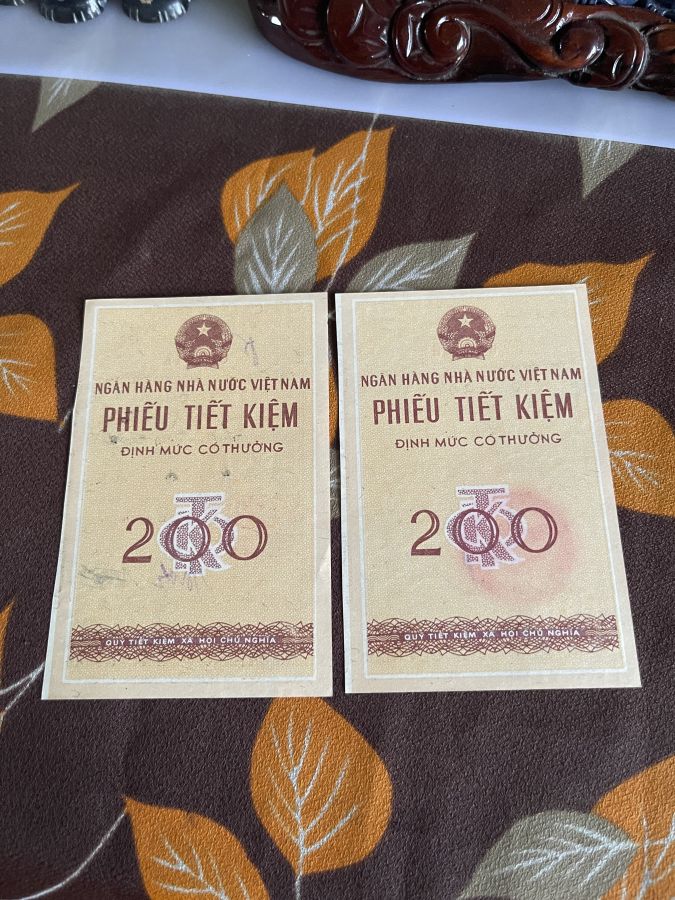 NGÂN HÀNG NHÀ NƯỚC VIỆT NAM
PHIẾU TIẾT KIỆM
ĐỊNH MỨC CÓ THƯỞNG
200
QUỸ TIẾT KIỆM XÃ HỘI CHỦ NGHĨA
NGÂN HÀNG NHÀ NƯỚC VIỆT NAM
PHIẾU TIẾT KIỆM
ĐỊNH MỨC CÓ THƯỞNG
200
QUỸ TIẾT KIỆM XÃ HỘI CHỦ NGHĨA